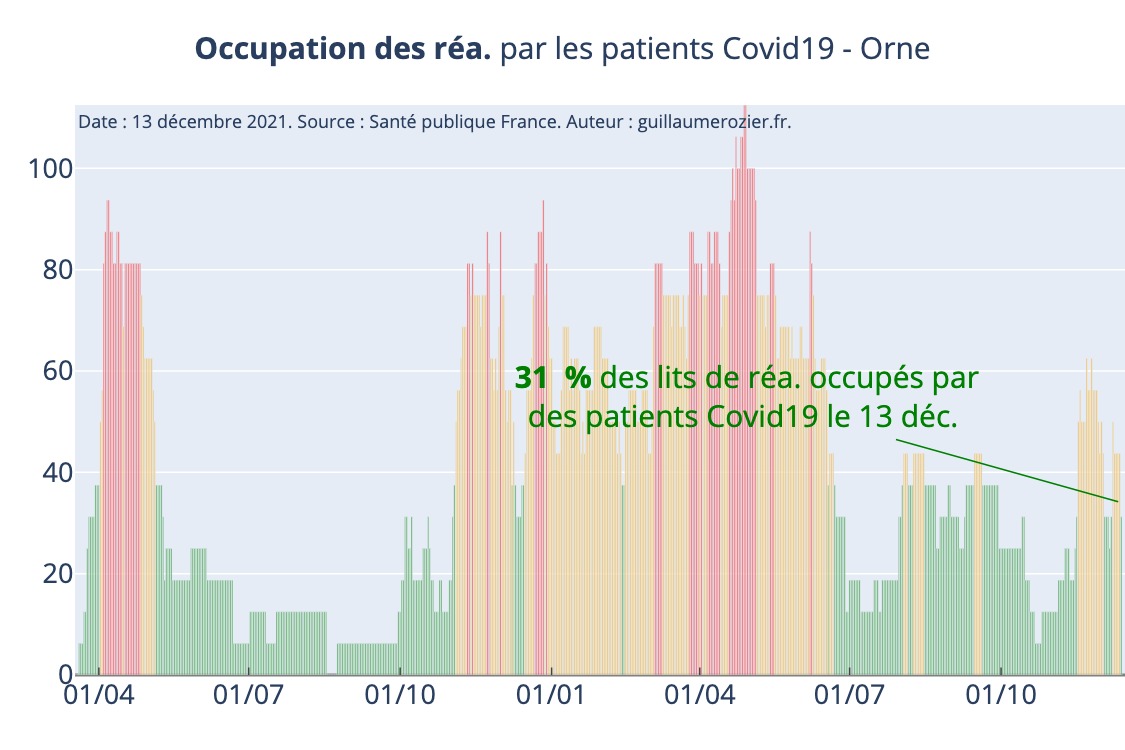 Occupation des réa. par les patients Covid19 - Orne
Date : 13 décembre 2021. Source : Santé publique France. Auteur : guillaumerozier.fr.
100
80
60
31 % des lits de réa. occupés par
des patients Covid19 le 13 déc.
40
20
0
01/04 01/07 01/10 01/01 01/04 01/07 01/10